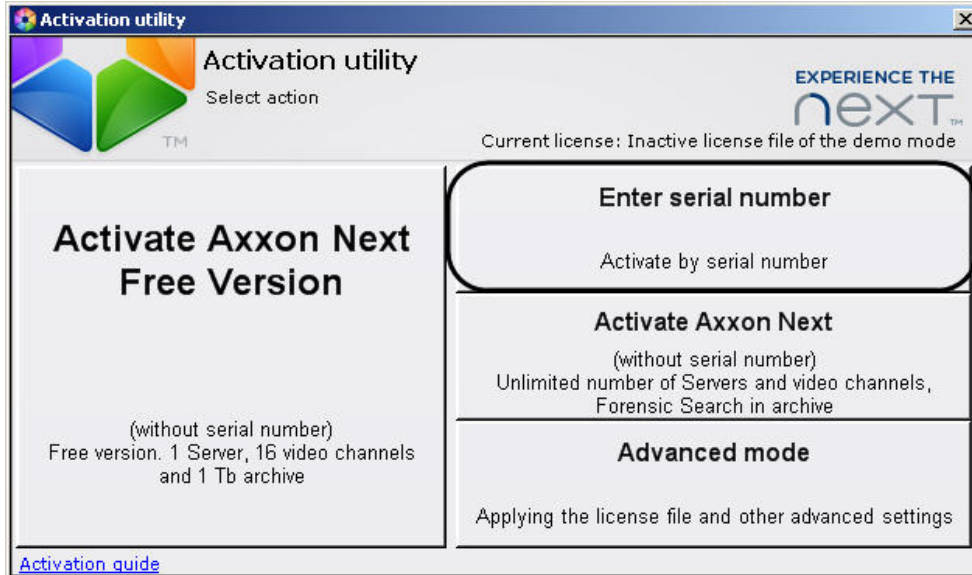 Activation utility
Activation utility
Select action
EXPERIENCE THE
next™
TM
Current license: Inactive license file of the demo mode
Activate Axxon Next
Free Version
(without serial number)
Free version. 1 Server, 16 video channels
and 1 Tb archive
Enter serial number
Activate by serial number
Activate Axxon Next
(without serial number)
Unlimited number of Servers and video channels,
Forensic Search in archive
Advanced mode
Applying the license file and other advanced settings
Activation guide